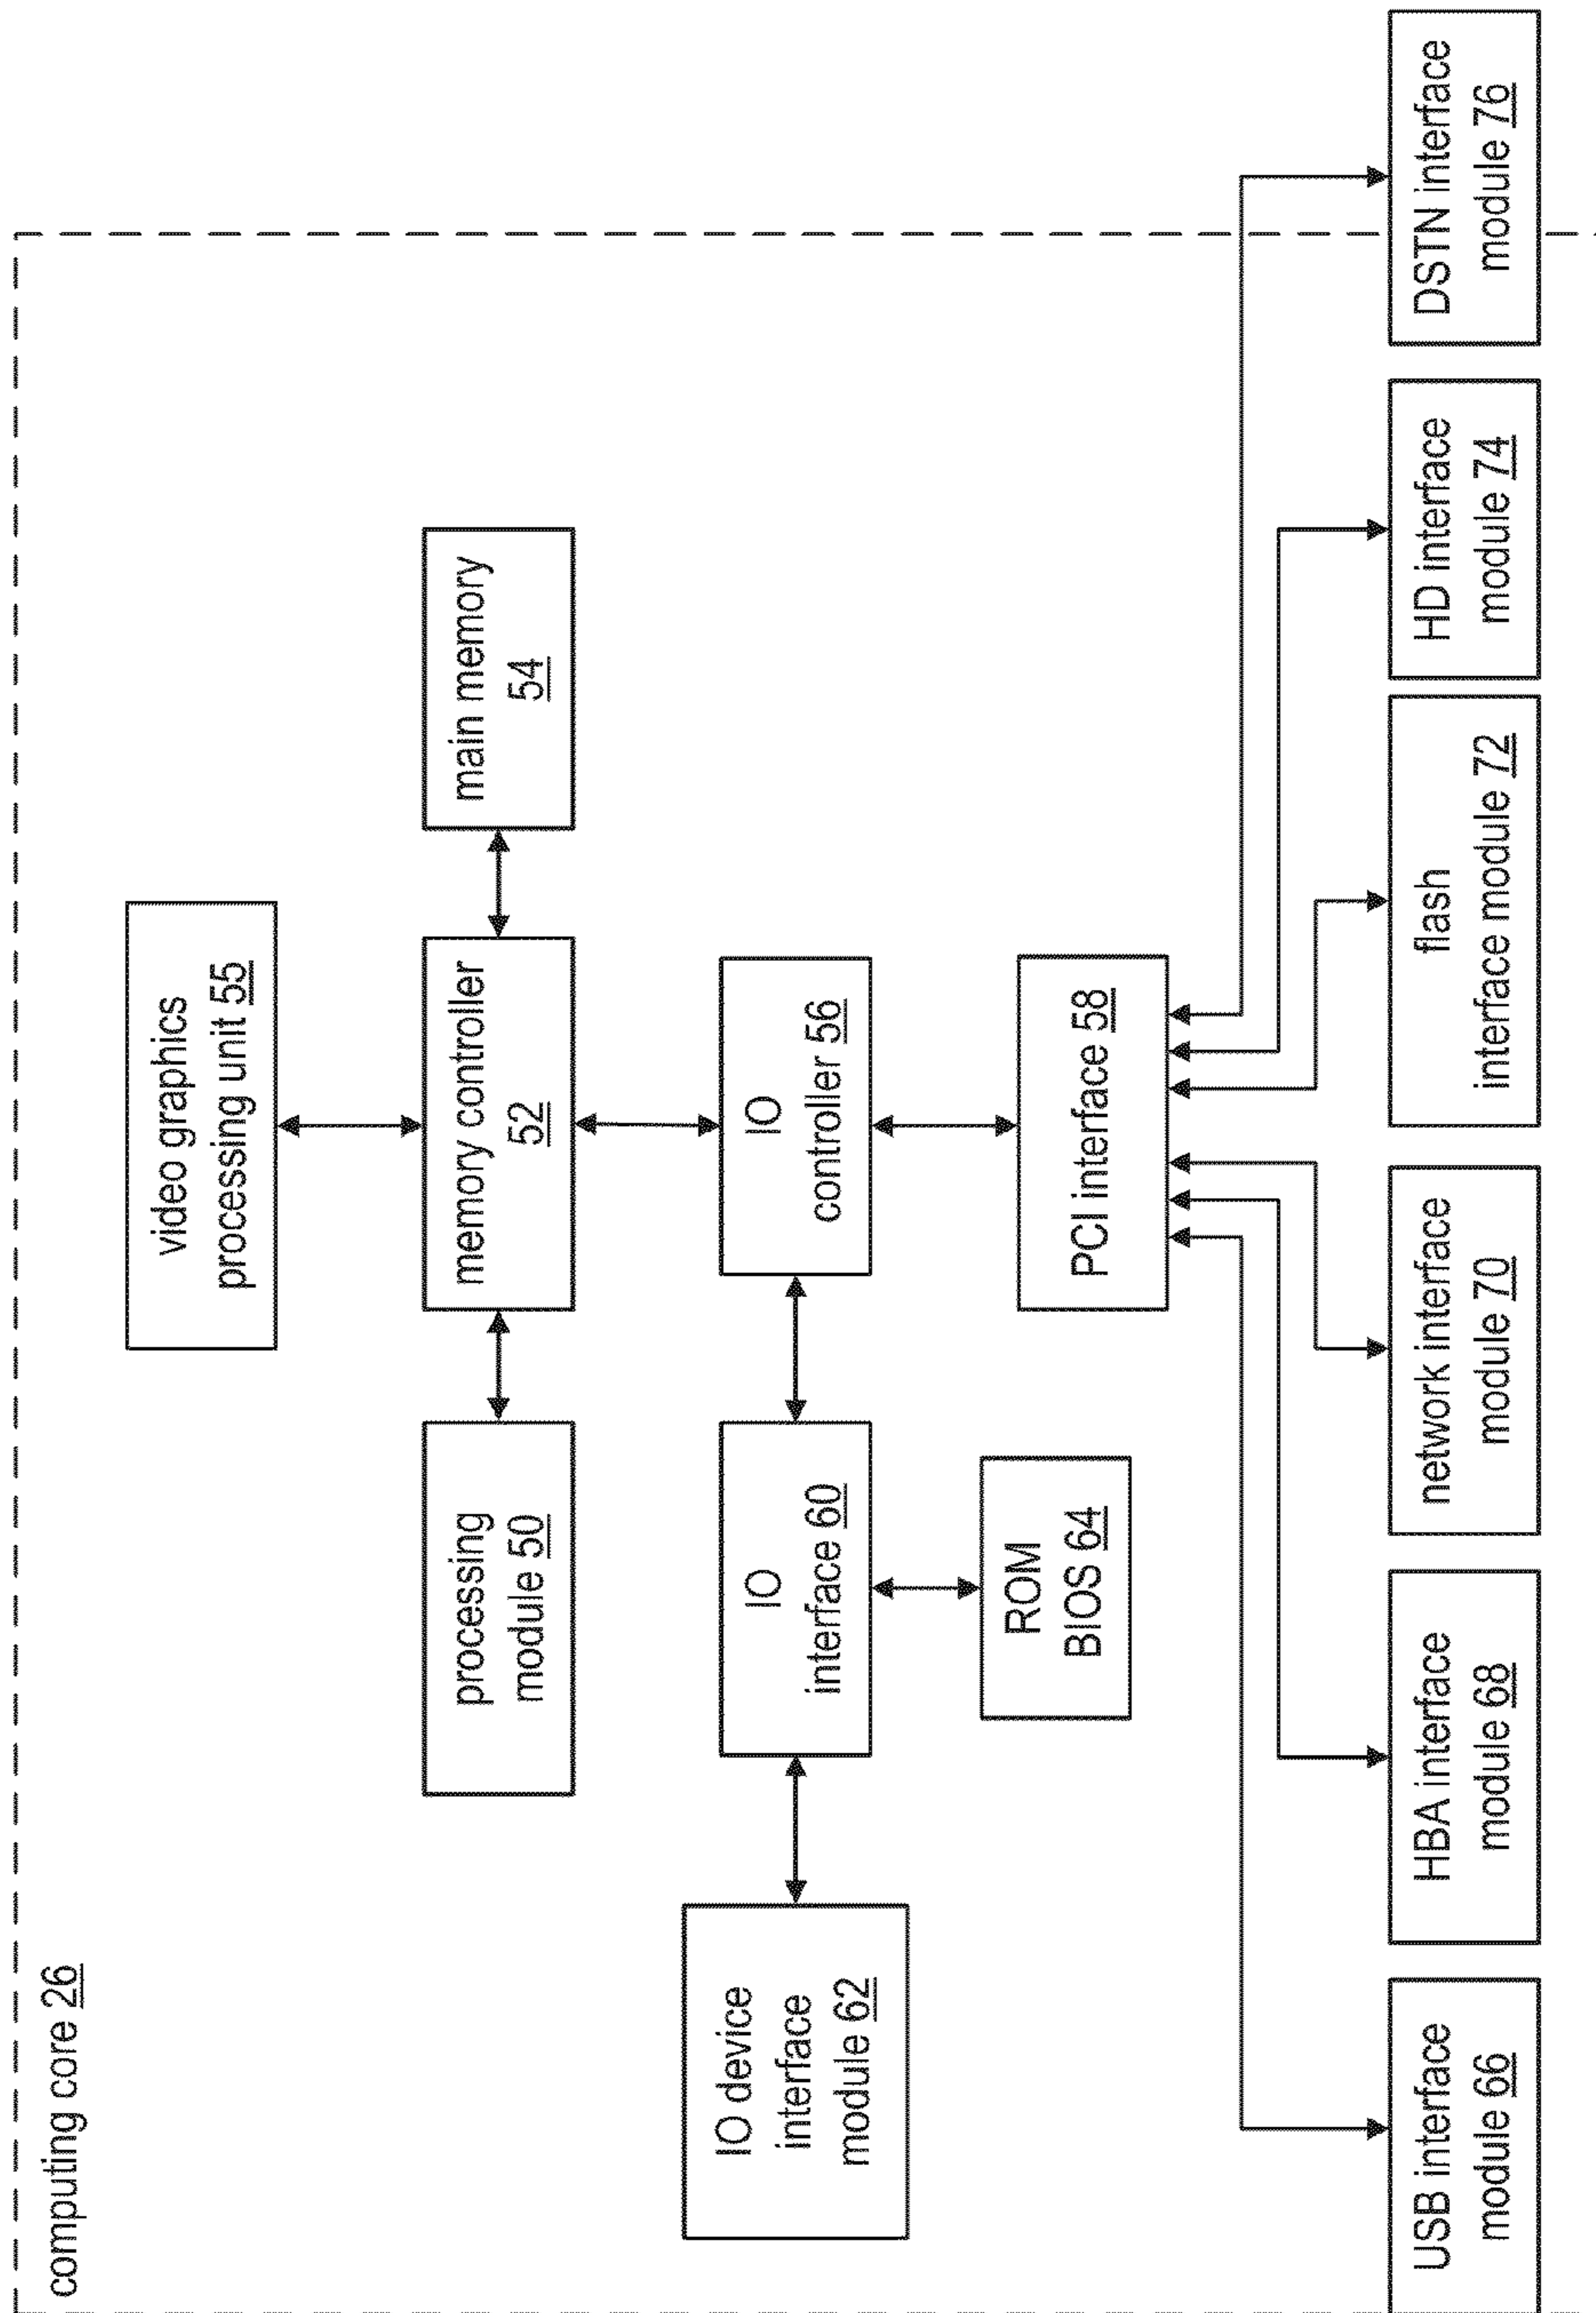 computing core 26
video graphics
processing unit 55
processing
module 50
memory controller
52
main memory
54
IO device
interface
module 62
IO
interface 60
IO
controller 56
ROM
BIOS 64
PCI interface 58
USB interface
module 66
HBA interface
module 68
network interface
module 70
flash
interface module 72
HD interface
module 74
DSTN interface
module 76